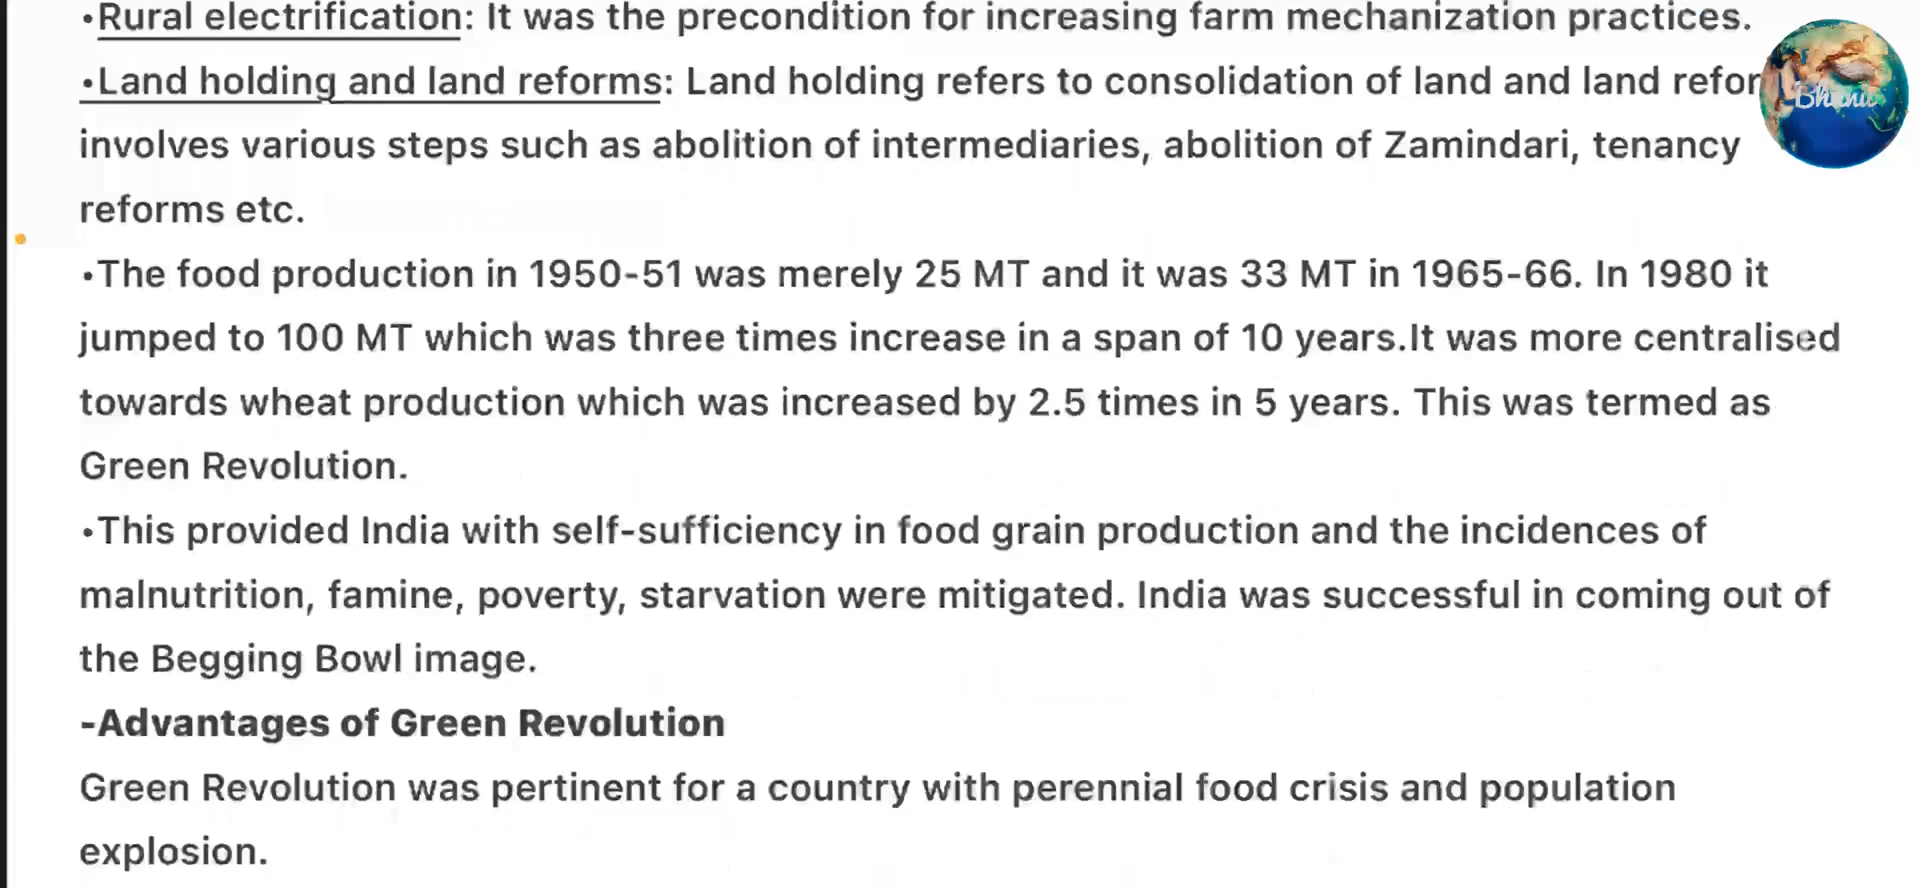 •Rural electrification: It was the precondition for increasing farm mechanization practices.
•Land holding and land reforms: Land holding refers to consolidation of land and land refor
involves various steps such as abolition of intermediaries, abolition of Zamindari, tenancy
reforms etc.
•The food production in 1950-51 was merely 25 MT and it was 33 MT in 1965-66. In 1980 it
jumped to 100 MT which was three times increase in a span of 10 years.It was more centralised
towards wheat production which was increased by 2.5 times in 5 years. This was termed as
Green Revolution.
•This provided India with self-sufficiency in food grain production and the incidences of
malnutrition, famine, poverty, starvation were mitigated. India was successful in coming out of
the Begging Bowl image.
-Advantages of Green Revolution
Green Revolution was pertinent for a country with perennial food crisis and population
explosion.